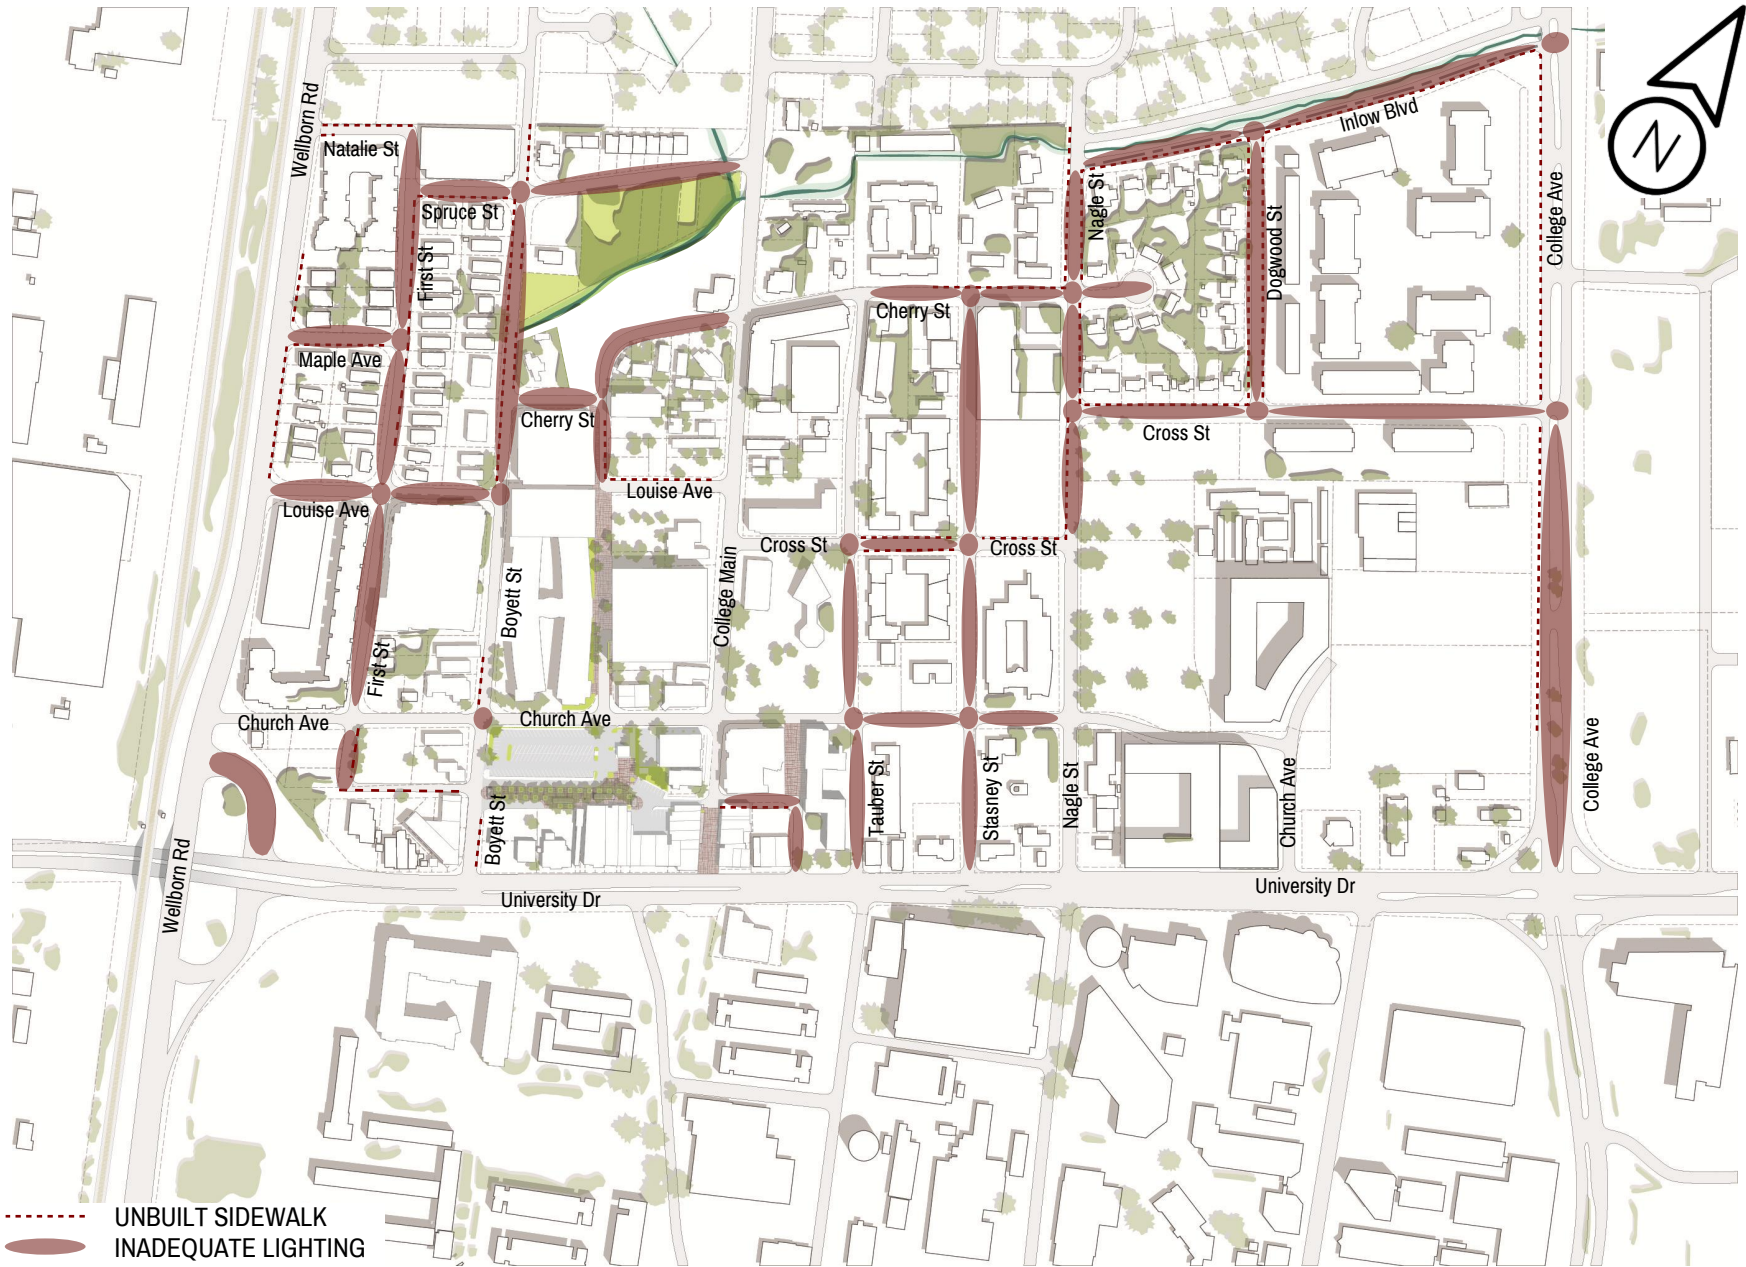 Wellborn Rd
Natalie St
Inlow Blvd
N
Spruce St
Nagle St
College Ave
First St
Dogwood St
Cherry St
Maple Ave
Cherry St
Cross St
Louise Ave
Louise Ave
Cross St
Cross St
Boyett St
College Main
First St
Church Ave
Church Ave
College Ave
Boyett St
Tauber St
Stasney St
Nagle St
Church Ave
Wellborn Rd
University Dr
University Dr
UNBUILT SIDEWALK
INADEQUATE LIGHTING